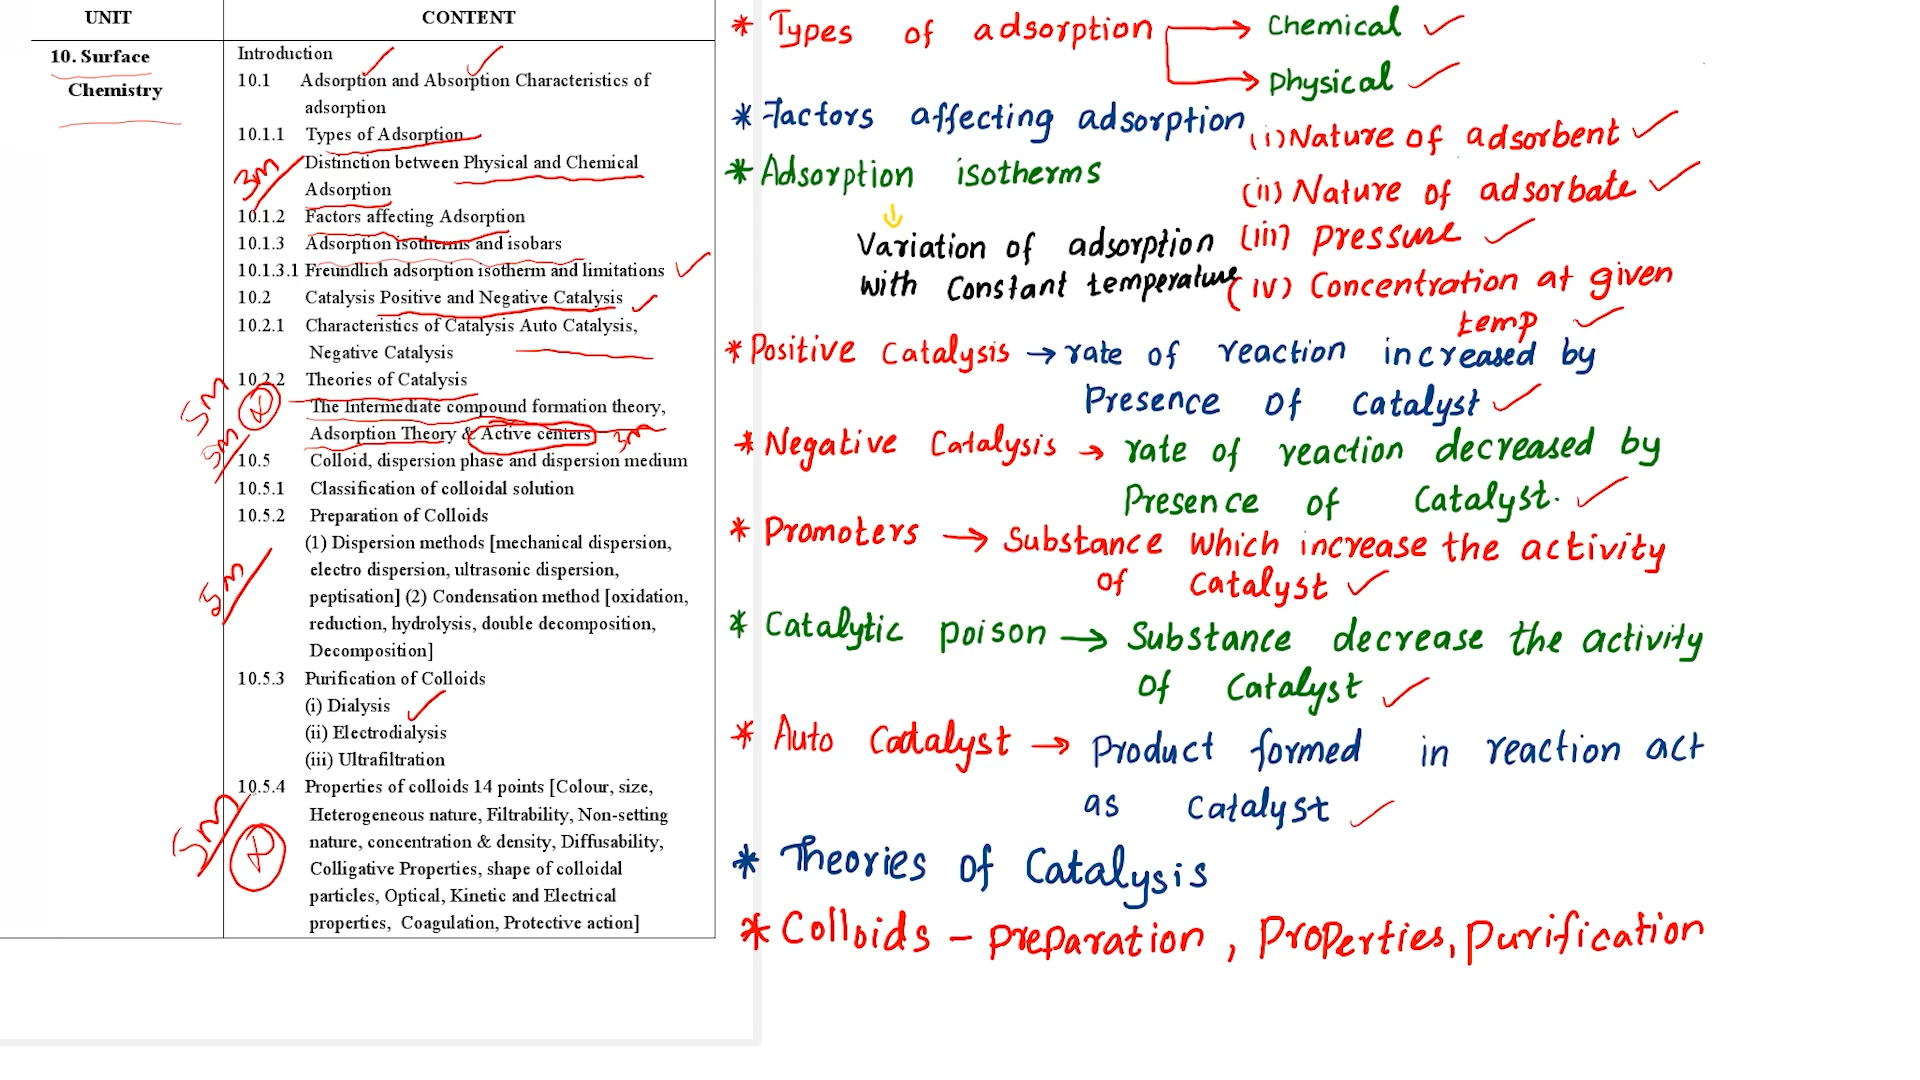 UNIT
CONTENT
10. Surface
Chemistry
Introduction
10.1 Adsorption and Absorption Characteristics of
adsorption
10.1.1 Types of Adsorption
Distinction between Physical and Chemical
Adsorption
3m
10.1.2 Factors affecting Adsorption
10.1.3 Adsorption isotherms and isobars
10.1.3.1 Freundlich adsorption isotherm and limitations
10.2 Catalysis Positive and Negative Catalysis
10.2.1 Characteristics of Catalysis Auto Catalysis,
Negative Catalysis
10.2.2 Theories of Catalysis
5m
The Intermediate compound formation theory,
Adsorption Theory & Active centers 3m
5m
10.5 Colloid, dispersion phase and dispersion medium
10.5.1 Classification of colloidal solution
10.5.2 Preparation of Colloids
(1) Dispersion methods [mechanical dispersion,
electro dispersion, ultrasonic dispersion,
5m
peptisation] (2) Condensation method [oxidation,
reduction, hydrolysis, double decomposition,
Decomposition]
10.5.3 Purification of Colloids
(i) Dialysis
(ii) Electrodialysis
(iii) Ultrafiltration
10.5.4 Properties of colloids 14 points [Colour, size,
5m
Heterogeneous nature, Filtrability, Non-setting
nature, concentration & density, Diffusability,
Colligative Properties, shape of colloidal
particles, Optical, Kinetic and Electrical
properties, Coagulation, Protective action]
* Types of adsorption
Chemical
Physical
* Factors affecting adsorption
(i) Nature of adsorbent
(ii) Nature of adsorbate
(iii) Pressure
(iv) Concentration at given
temp
* Adsorption isotherms
Variation of adsorption
with Constant temperature
* Positive Catalysis → rate of reaction increased by
Presence of Catalyst
* Negative Catalysis → rate of reaction decreased by
Presence of Catalyst.
* Promoters → Substance which increase the activity
of Catalyst
* Catalytic poison → Substance decrease the activity
of Catalyst
* Auto Catalyst → Product formed in reaction act
as Catalyst
* Theories of Catalysis
* Colloids - preparation, Properties, purification